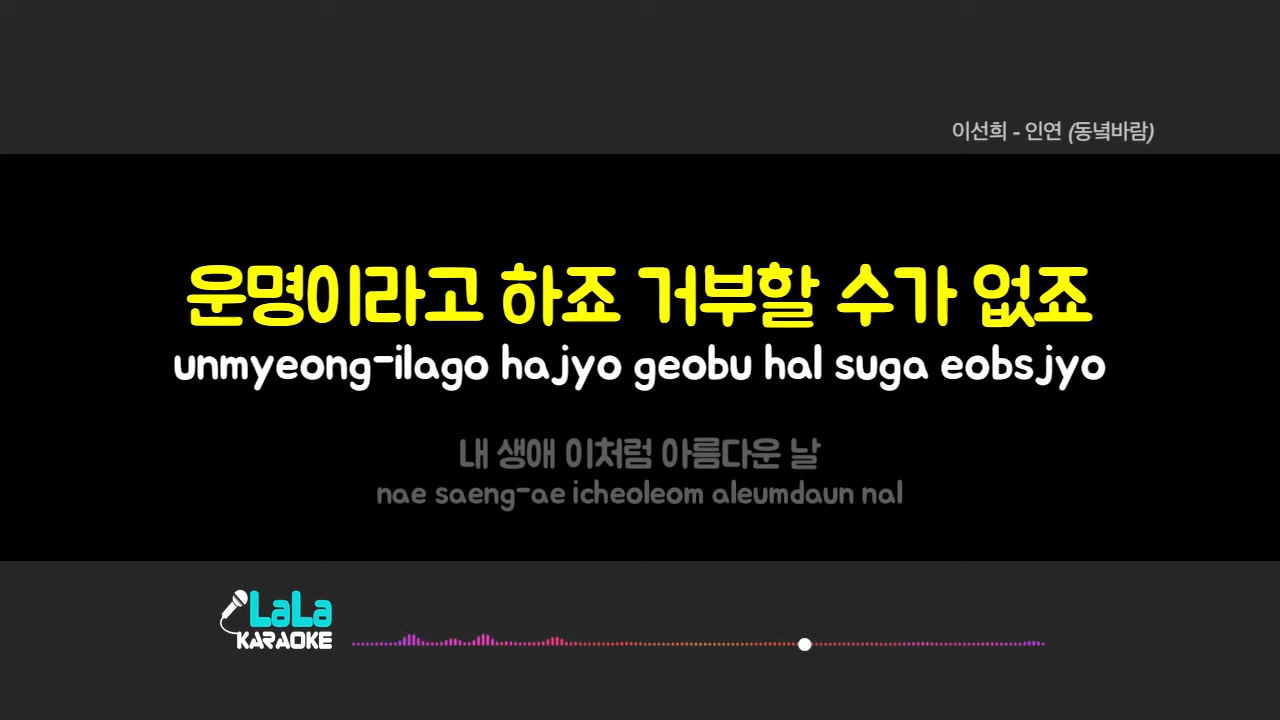 이선희 - 인연 (동녘바람)
운명이라고 하죠 거부할 수가 없죠
unmyeong-ilago hajyo geobu hal suga eobsjyo
내 생애 이처럼 아름다운 날
nae saeng-ae icheoleom aleumdaun nal
LaLa
KARAOKE